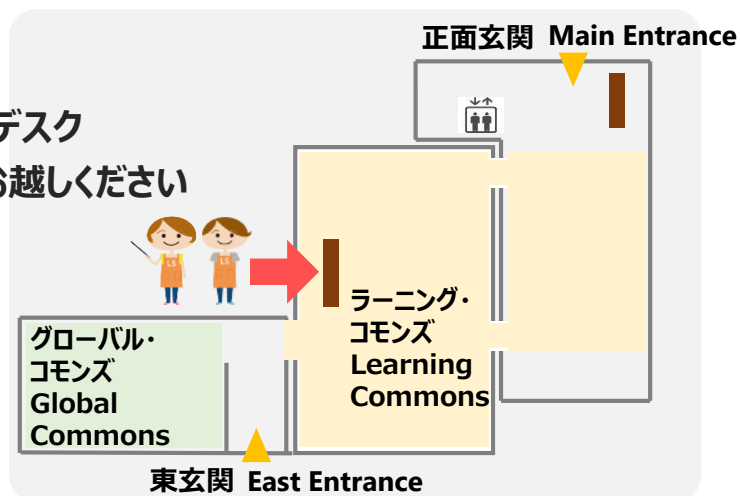 正面玄関 Main Entrance
デスク
お越しください
LS LS
ラーニング・
コモンズ
Learning
Commons
グローバル・
コモンズ
Global
Commons
東玄関 East Entrance